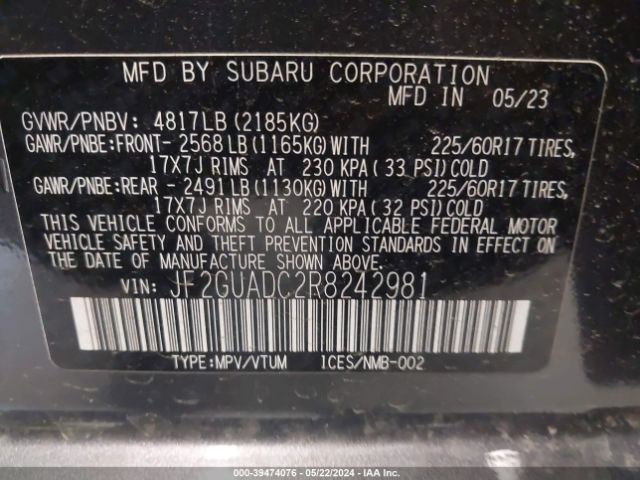 MFD BY SUBARU CORPORATION
MFD IN 05/23
GVWR/PNBV: 4817LB (2185KG)
GAWR/PNBE:FRONT- 2568 LB (1165KG) WITH 225/60R17 TIRES,
17X7J RIMS AT 230 KPA (33 PSI) COLD
GAWR/PNBE:REAR - 2491 LB (1130KG) WITH 225/60R17 TIRES,
17X7J RIMS AT 220 KPA (32 PSI) COLD
THIS VEHICLE CONFORMS TO ALL APPLICABLE FEDERAL MOTOR
VEHICLE SAFETY AND THEFT PREVENTION STANDARDS IN EFFECT ON
THE DATE OF MANUFACTURE SHOWN ABOVE.
VIN: JF2GUADC2R8242981
TYPE:MPV/VTUM ICES/NMB-002
000-39474076 - 05/22/2024 - IAA Inc.